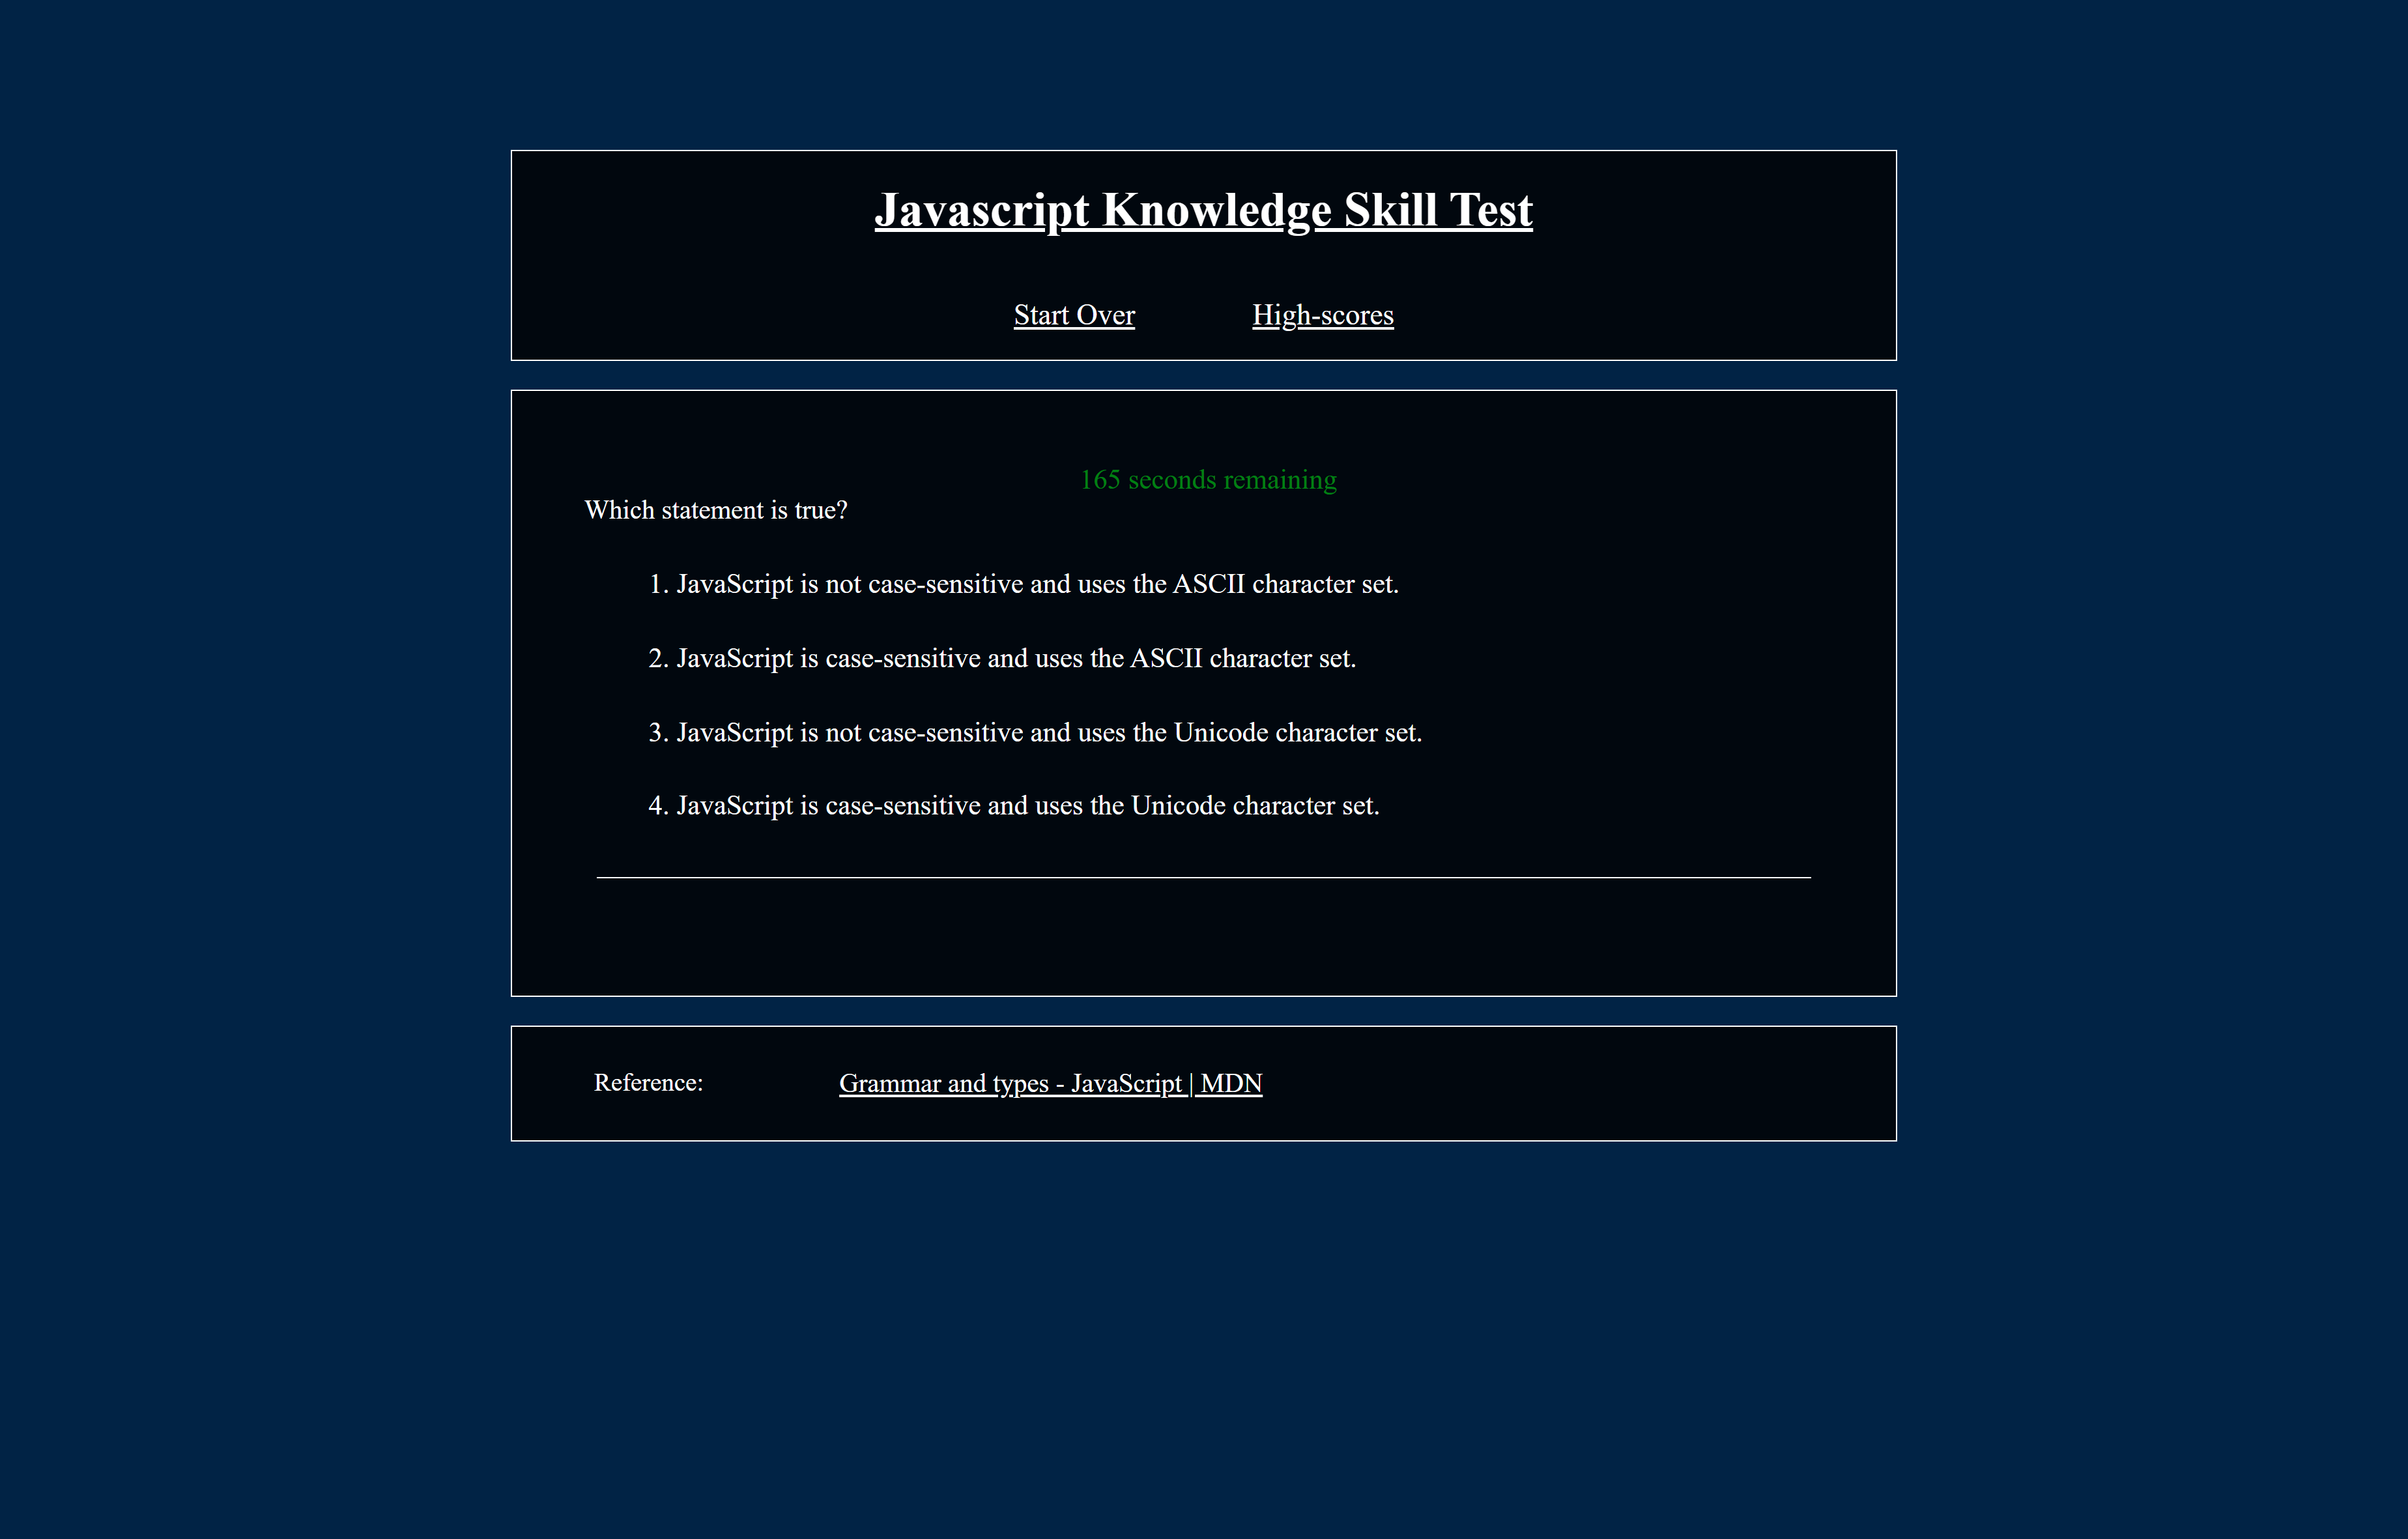 Javascript Knowledge Skill Test
Start Over High-scores
165 seconds remaining
Which statement is true?
1. JavaScript is not case-sensitive and uses the ASCII character set.
2. JavaScript is case-sensitive and uses the ASCII character set.
3. JavaScript is not case-sensitive and uses the Unicode character set.
4. JavaScript is case-sensitive and uses the Unicode character set.
Reference: Grammar and types - JavaScript | MDN